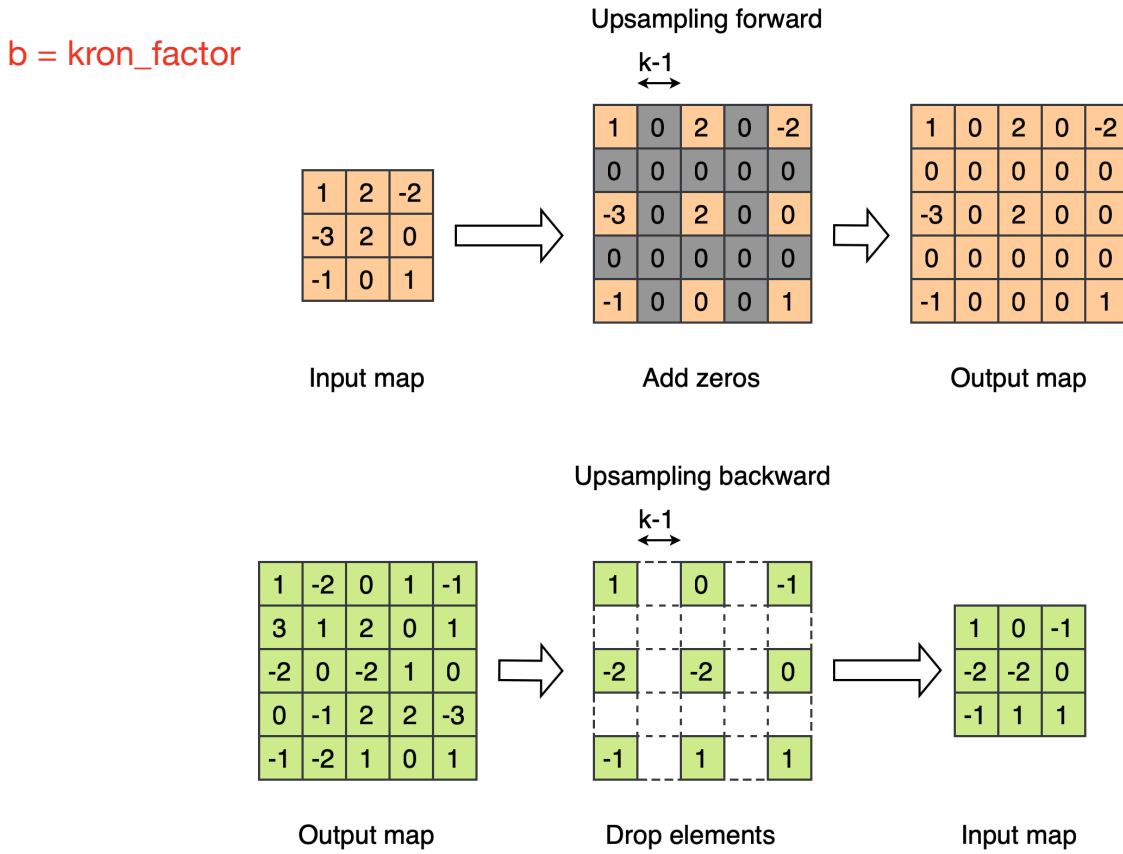 Upsampling forward
b = kron_factor
k-1
1 0 2 0 -2
0 0 0 0 0
-3 0 2 0 0
0 0 0 0 0
-1 0 0 0 1
1 0 2 0 -2
0 0 0 0 0
-3 0 2 0 0
0 0 0 0 0
-1 0 0 0 1
1 2 -2
-3 2 0
-1 0 1
Input map
Add zeros
Output map
Upsampling backward
k-1
1 -2 0 1 -1
3 1 2 0 1
-2 0 -2 1 0
0 -1 2 2 -3
-1 -2 1 0 1
1 0 -1
-2 -2 0
-1 1 1
1 0 -1
-2 -2 0
-1 1 1
Output map
Drop elements
Input map